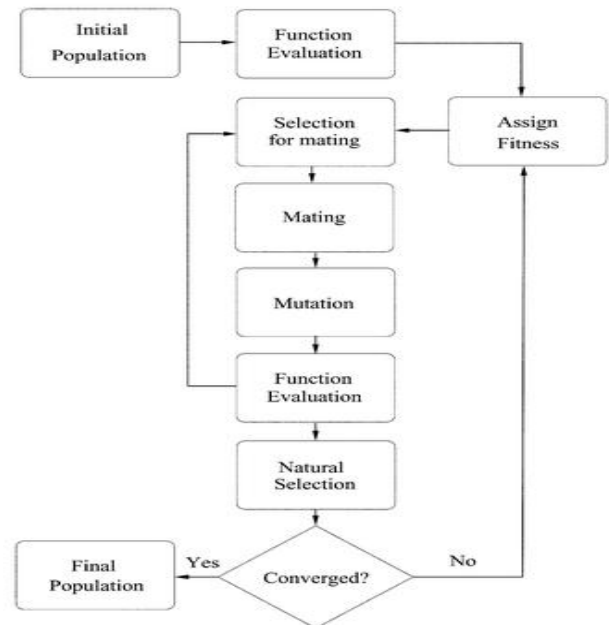 Initial
Population
Function
Evaluation
Selection
for mating
Assign
Fitness
Mating
Mutation
Function
Evaluation
Natural
Selection
Final
Population
Yes
Converged?
No